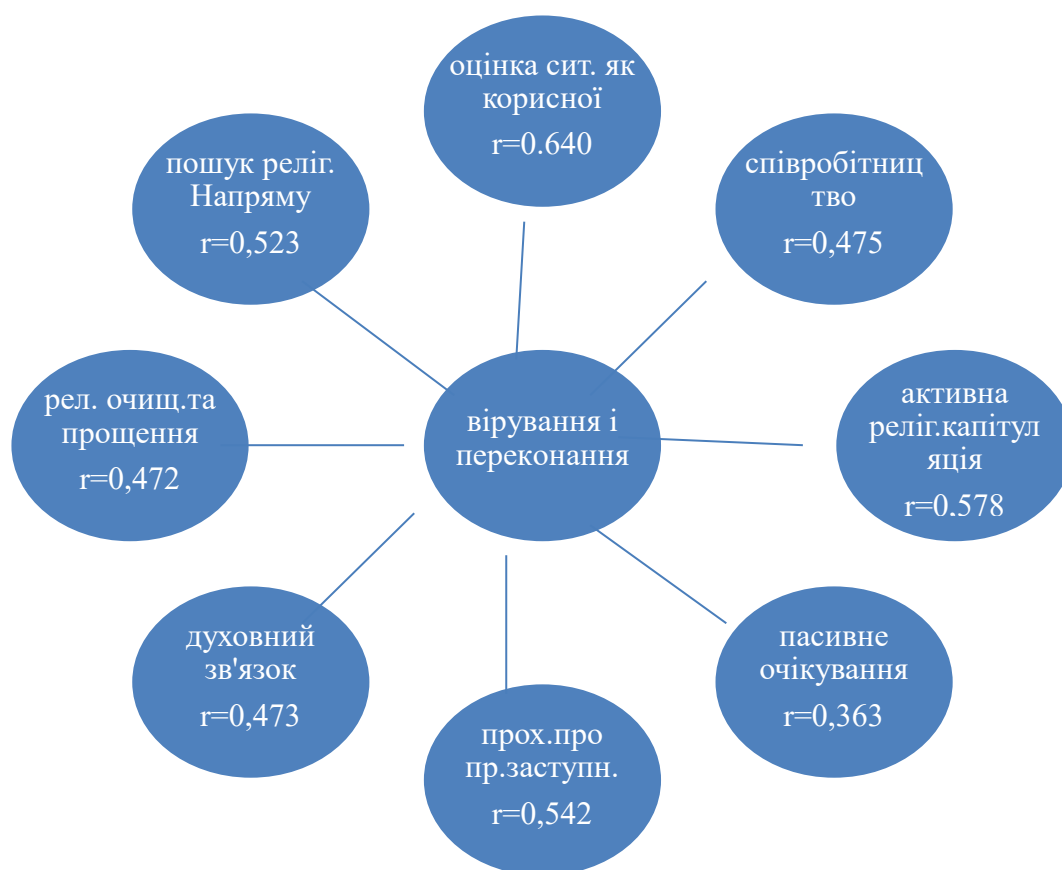 оцінка сит. як
корисної
r=0.640
співробітниц
тво
r=0,475
активна
реліг.капітул
яція
r=0,578
пасивне
очікування
r=0,363
прох.про
пр.заступн.
r=0,542
духовний
зв'язок
r=0,473
рел. очищ.та
прощення
r=0,472
пошук реліг.
Напряму
r=0,523
вірування і
переконання